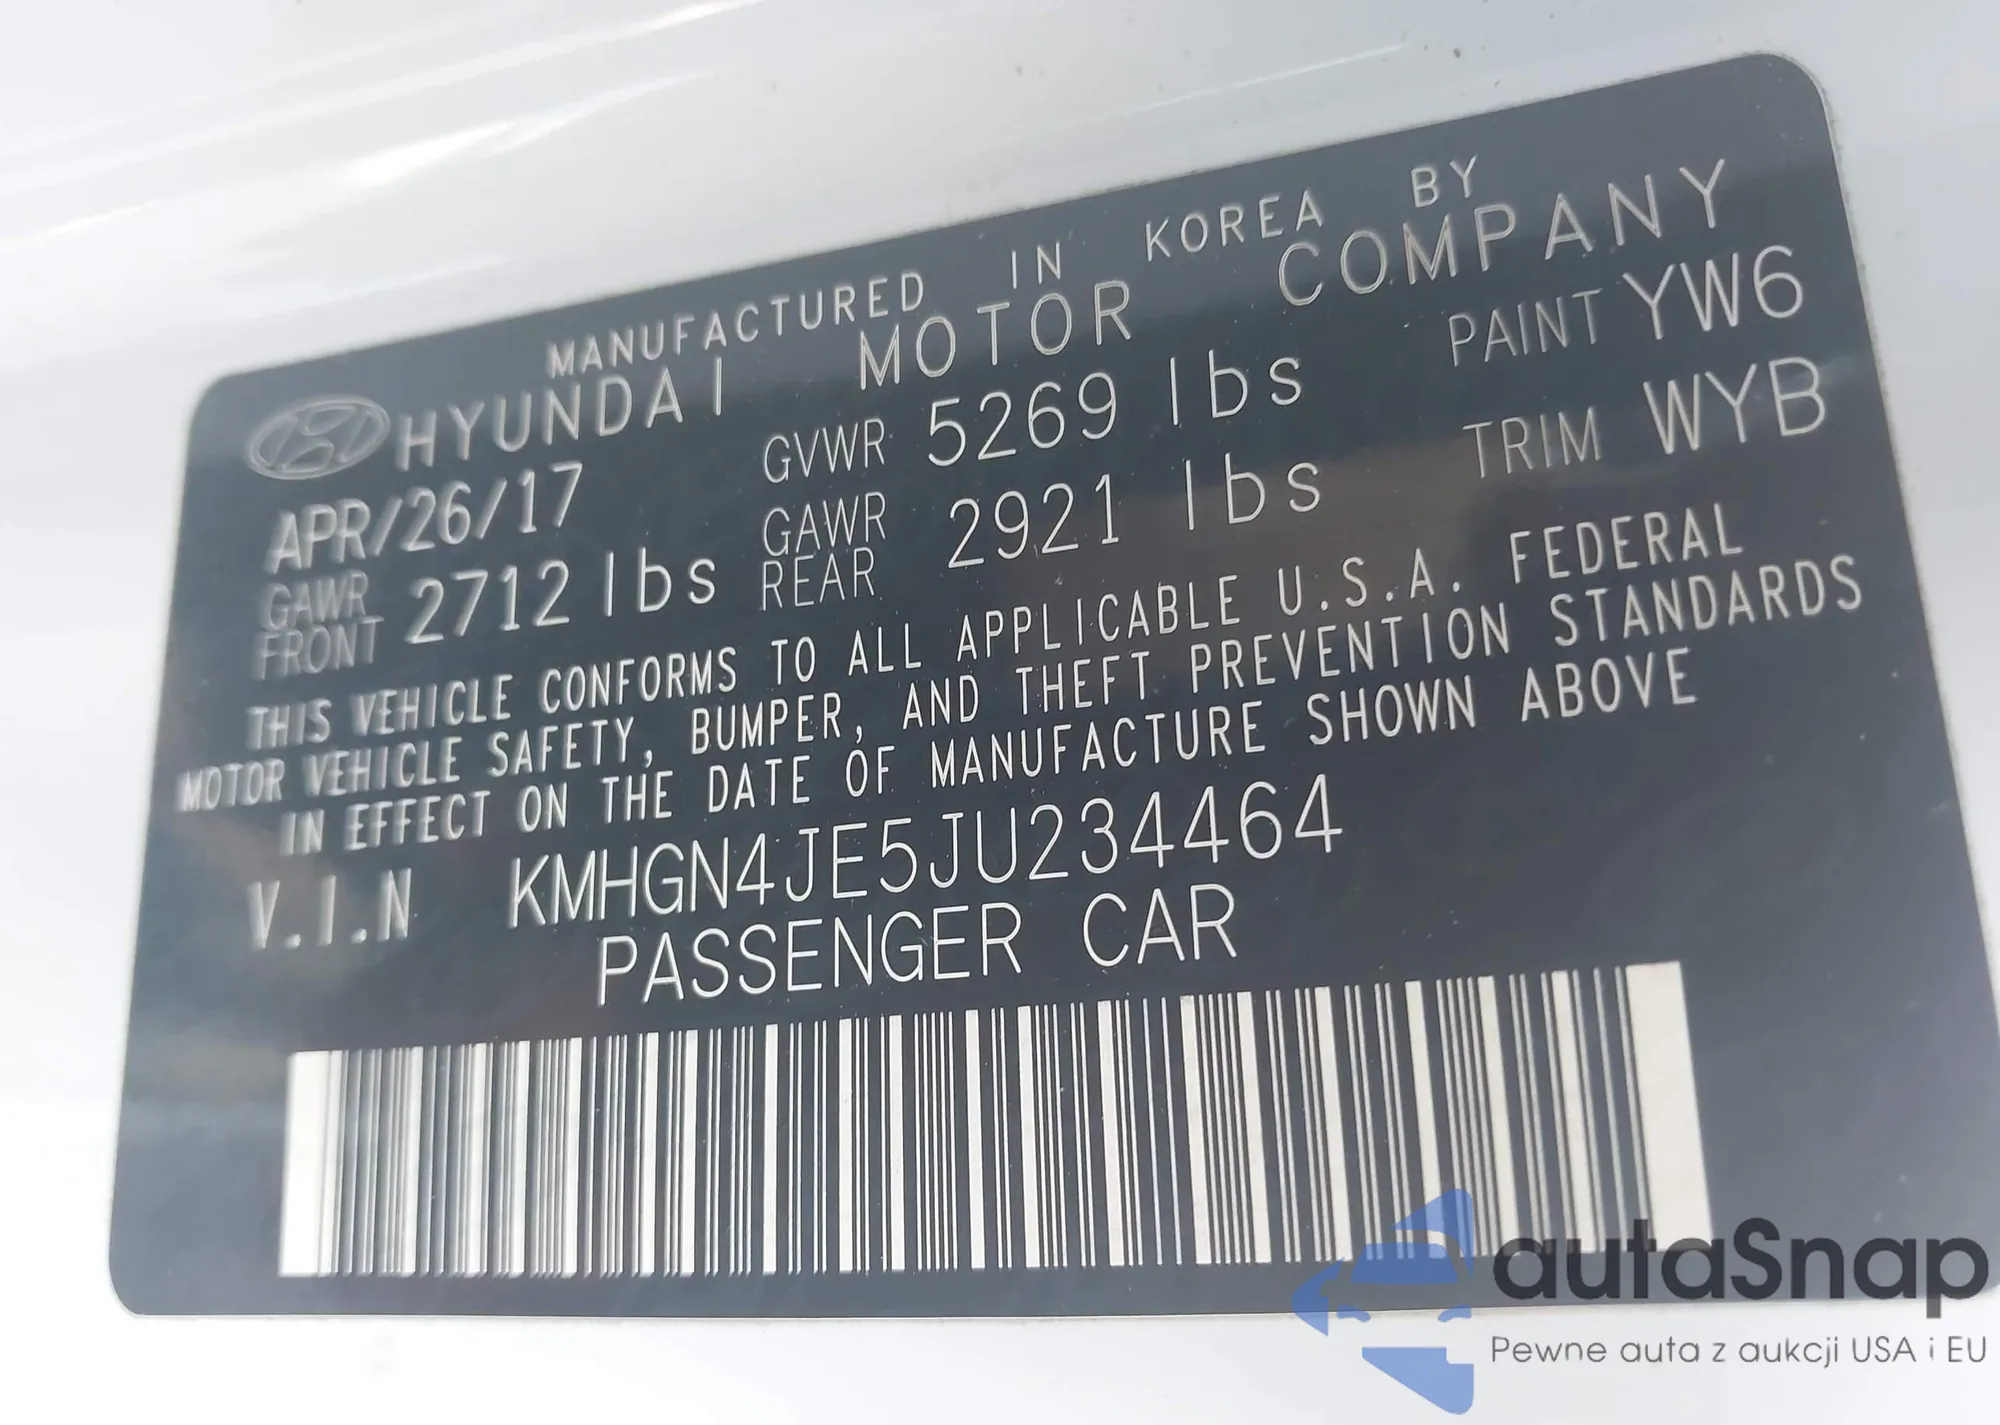 MANUFACTURED IN KOREA BY
HYUNDAI MOTOR COMPANY
APR/26/17 GVWR 5269 lbs PAINT YW6
GAWR FRONT 2712 lbs GAWR REAR 2921 lbs TRIM WYB
THIS VEHICLE CONFORMS TO ALL APPLICABLE U.S.A. FEDERAL
MOTOR VEHICLE SAFETY, BUMPER, AND THEFT PREVENTION STANDARDS
IN EFFECT ON THE DATE OF MANUFACTURE SHOWN ABOVE
V.I.N KMHGN4JE5JU234464
PASSENGER CAR
autaSnap
Pewne auta z aukcji USA i EU